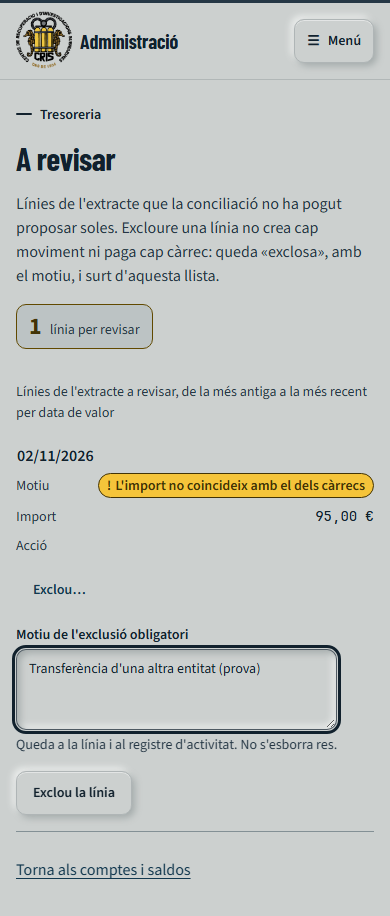 CRIS
Administració
☰ Menú
— Tresoreria
A revisar
Línies de l'extracte que la conciliació no ha pogut
proposar soles. Excloure una línia no crea cap
moviment ni paga cap càrrec: queda «exclosa», amb
el motiu, i surt d'aquesta llista.
1 línia per revisar
Línies de l'extracte a revisar, de la més antiga a la més recent
per data de valor
02/11/2026
Motiu ! L'import no coincideix amb el dels càrrecs
Import 95,00 €
Acció
Exclou…
Motiu de l'exclusió obligatori
Transferència d'una altra entitat (prova)
Queda a la línia i al registre d'activitat. No s'esborra res.
Exclou la línia
Torna als comptes i saldos